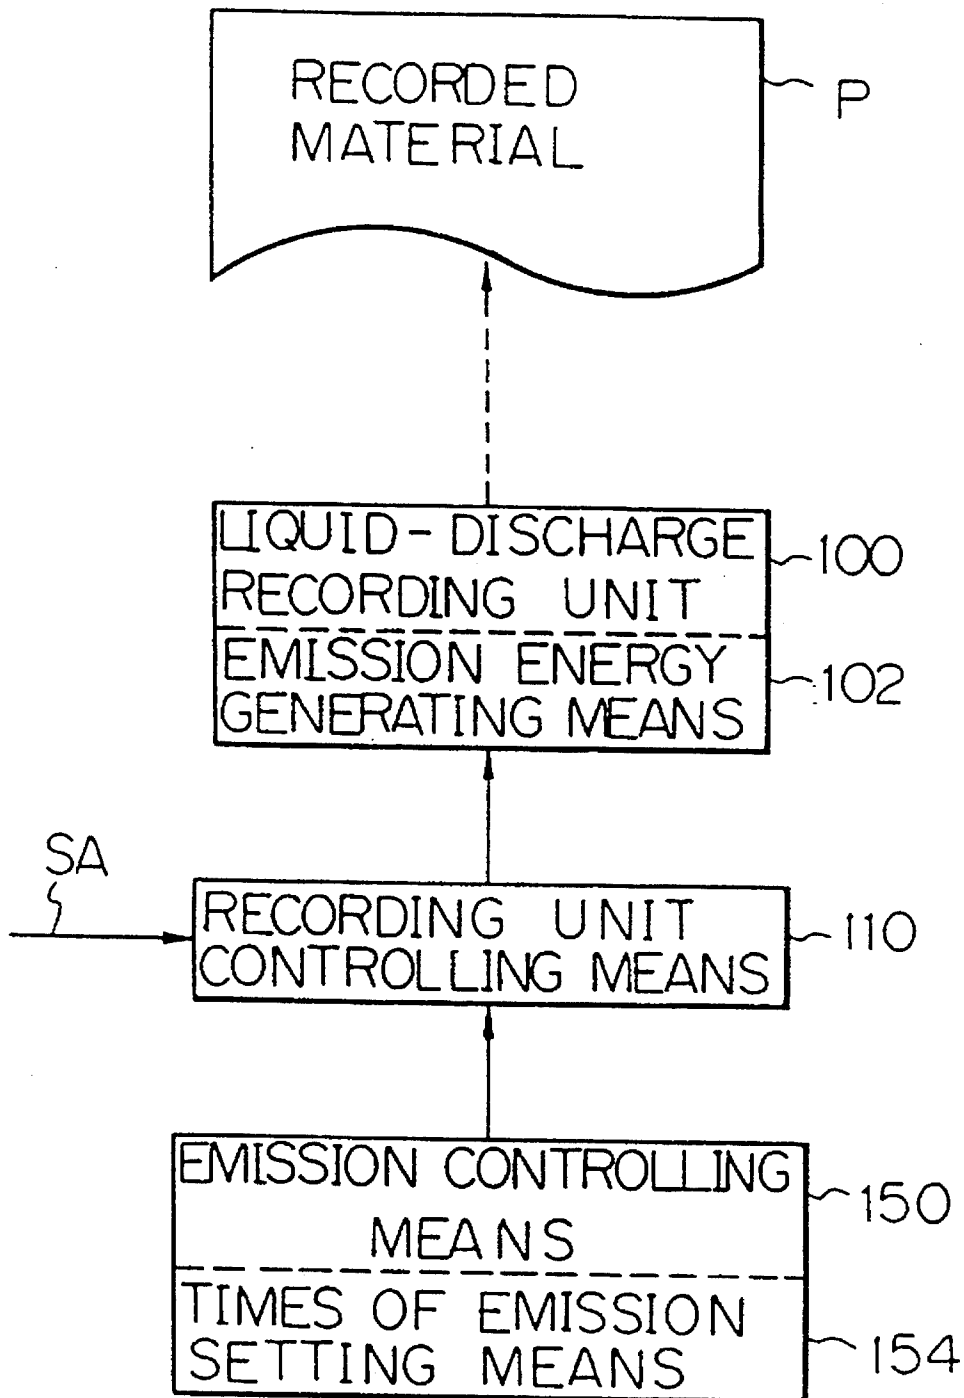 RECORDED
MATERIAL
P
LIQUID-DISCHARGE
RECORDING UNIT
100
EMISSION ENERGY
GENERATING MEANS
102
SA
RECORDING UNIT
CONTROLLING MEANS
110
EMISSION CONTROLLING
MEANS
150
TIMES OF EMISSION
SETTING MEANS
154